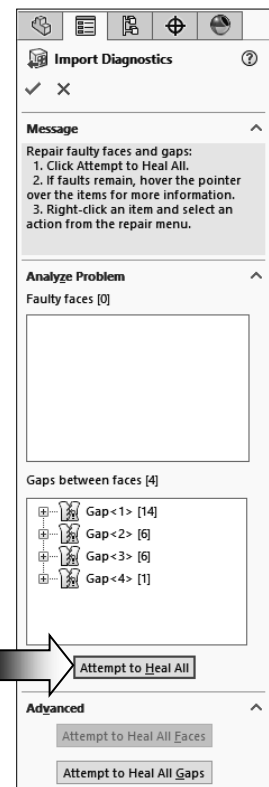 Import Diagnostics
Message
Repair faulty faces and gaps:
1. Click Attempt to Heal All.
2. If faults remain, hover the pointer
over the items for more information.
3. Right-click an item and select an
action from the repair menu.
Analyze Problem
Faulty faces [0]
Gaps between faces [4]
Gap<1> [14]
Gap<2> [6]
Gap<3> [6]
Gap<4> [1]
Attempt to Heal All
Advanced
Attempt to Heal All Faces
Attempt to Heal All Gaps